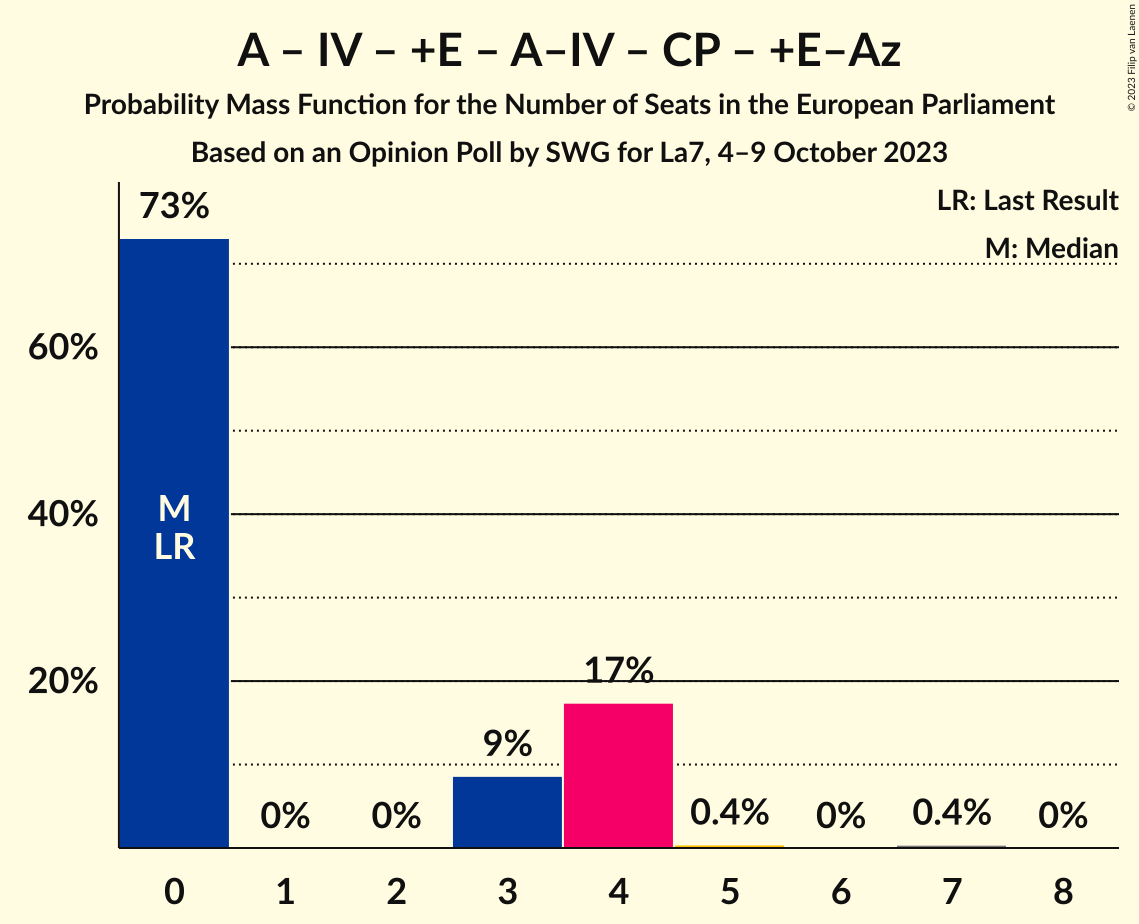 A – IV – +E – A–IV – CP – +E–Az
Probability Mass Function for the Number of Seats in the European Parliament
Based on an Opinion Poll by SWG for La7, 4–9 October 2023
© 2023 Filip van Laenen
LR: Last Result
M: Median
73%
60%
40%
20%
M
LR
0%
0%
9%
17%
0.4%
0%
0.4%
0%
0 1 2 3 4 5 6 7 8